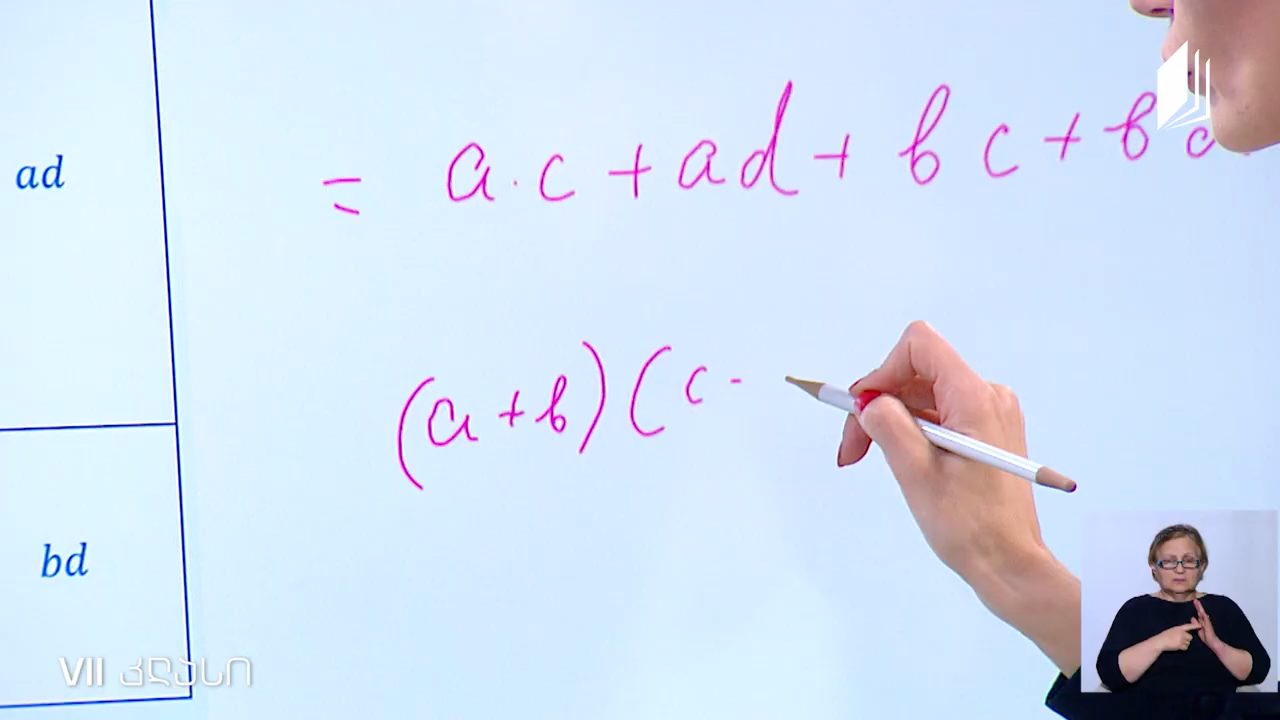 ad
= a·c + ad + bc + b
(a+b)(c -
bd
VII კლასი